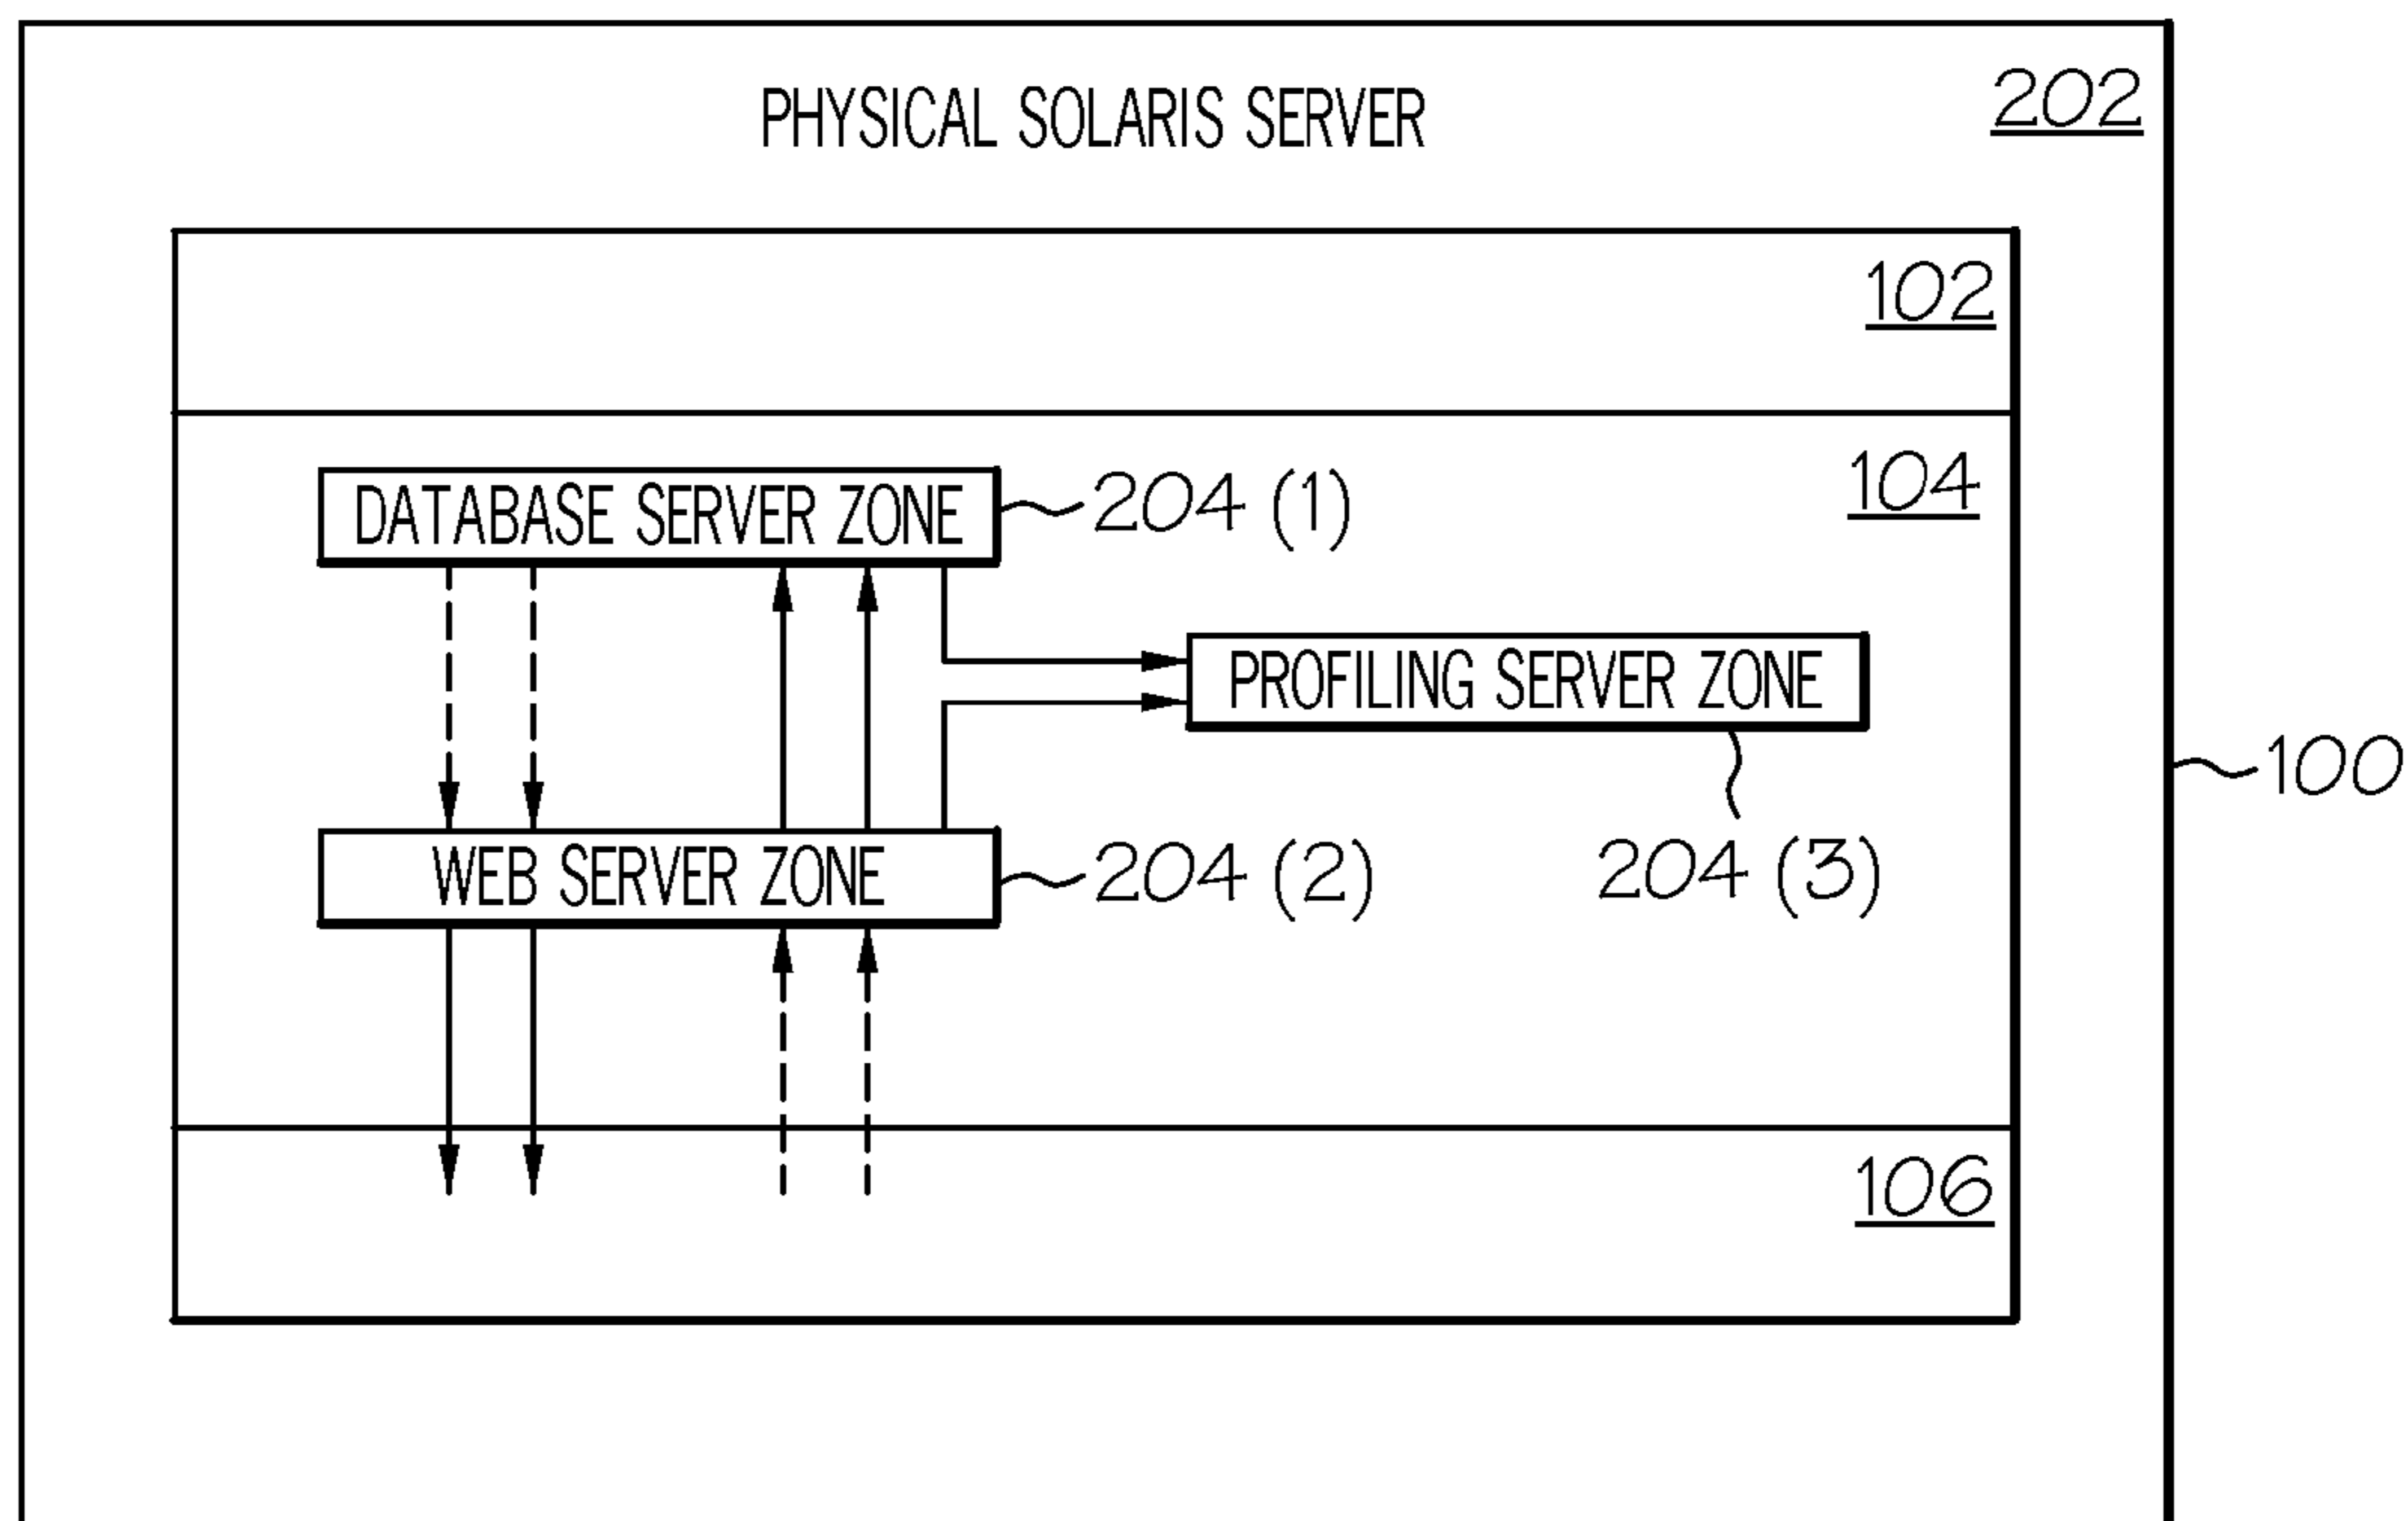 PHYSICAL SOLARIS SERVER
202
102
104
DATABASE SERVER ZONE
204 (1)
PROFILING SERVER ZONE
100
WEB SERVER ZONE
204 (2)
204 (3)
106